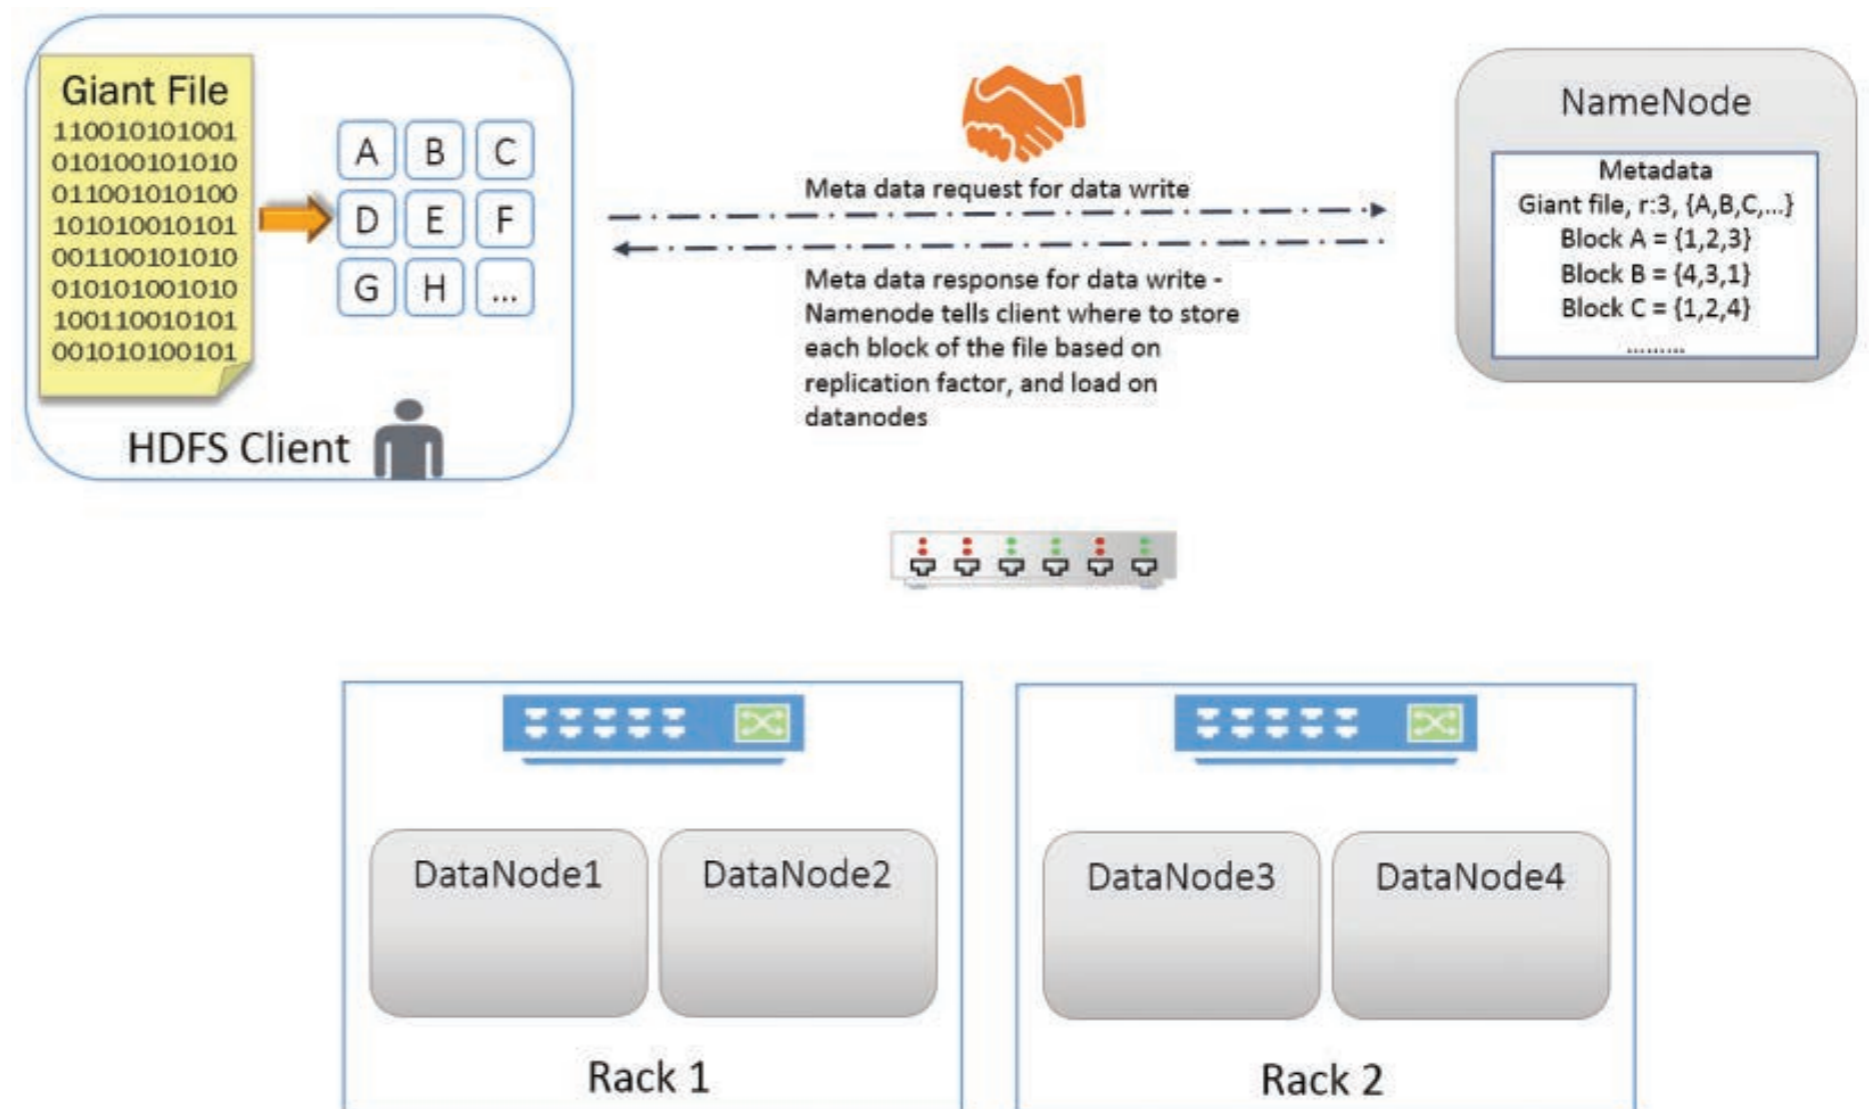 Giant File
110010101001
010100101010
011001010100
101010010101
001100101010
010101001010
100110010101
001010100101
A B C
D E F
G H ...
HDFS Client
Meta data request for data write
Meta data response for data write -
Namenode tells client where to store
each block of the file based on
replication factor, and load on
datanodes
NameNode
Metadata
Giant file, r:3, {A,B,C,...}
Block A = {1,2,3}
Block B = {4,3,1}
Block C = {1,2,4}
.........
DataNode1
DataNode2
Rack 1
DataNode3
DataNode4
Rack 2